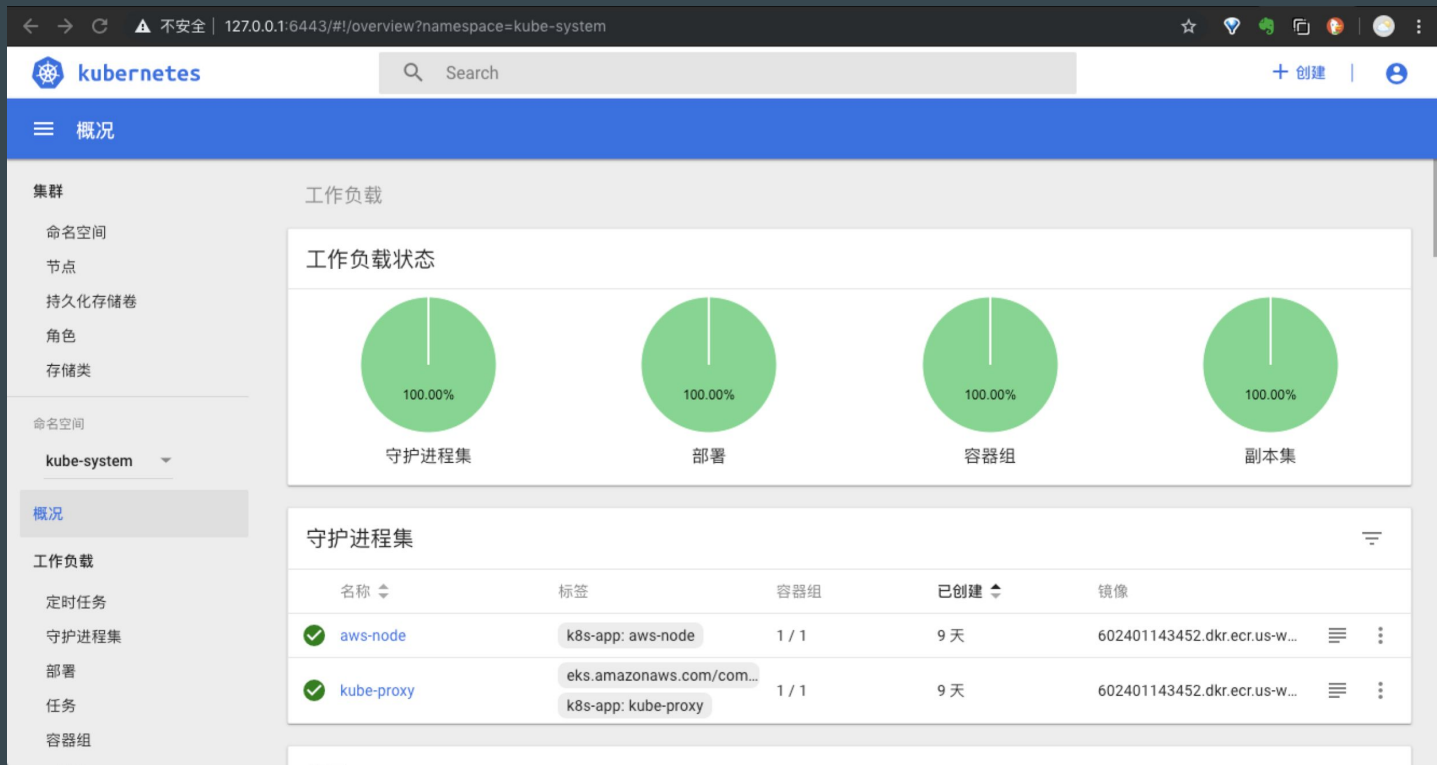 不安全 | 127.0.0.1:6443/#!/overview?namespace=kube-system
kubernetes
Search
创建
概况
集群
命名空间
节点
持久化存储卷
角色
存储类
命名空间
kube-system
概况
工作负载
定时任务
守护进程集
部署
任务
容器组
工作负载
工作负载状态
100.00% 100.00% 100.00% 100.00%
守护进程集 部署 容器组 副本集
守护进程集
名称 标签 容器组 已创建 镜像
aws-node k8s-app: aws-node 1 / 1 9 天 602401143452.dkr.ecr.us-w...
kube-proxy eks.amazonaws.com/com... k8s-app: kube-proxy 1 / 1 9 天 602401143452.dkr.ecr.us-w...